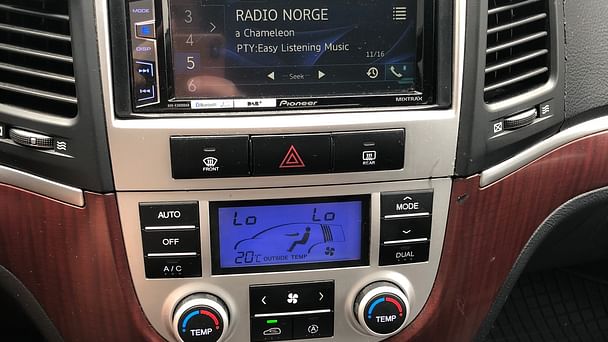 MODE
3
RADIO NORGE
a Chameleon
PTY:Easy Listening Music
4
DISP
5
11/16
Seek
6
Bluetooth
DAB+
Pioneer
MIXTRAX
FRONT
REAR
AUTO
Lo
Lo
MODE
OFF
A/C
20°C OUTSIDE TEMP
DUAL
TEMP
A
TEMP